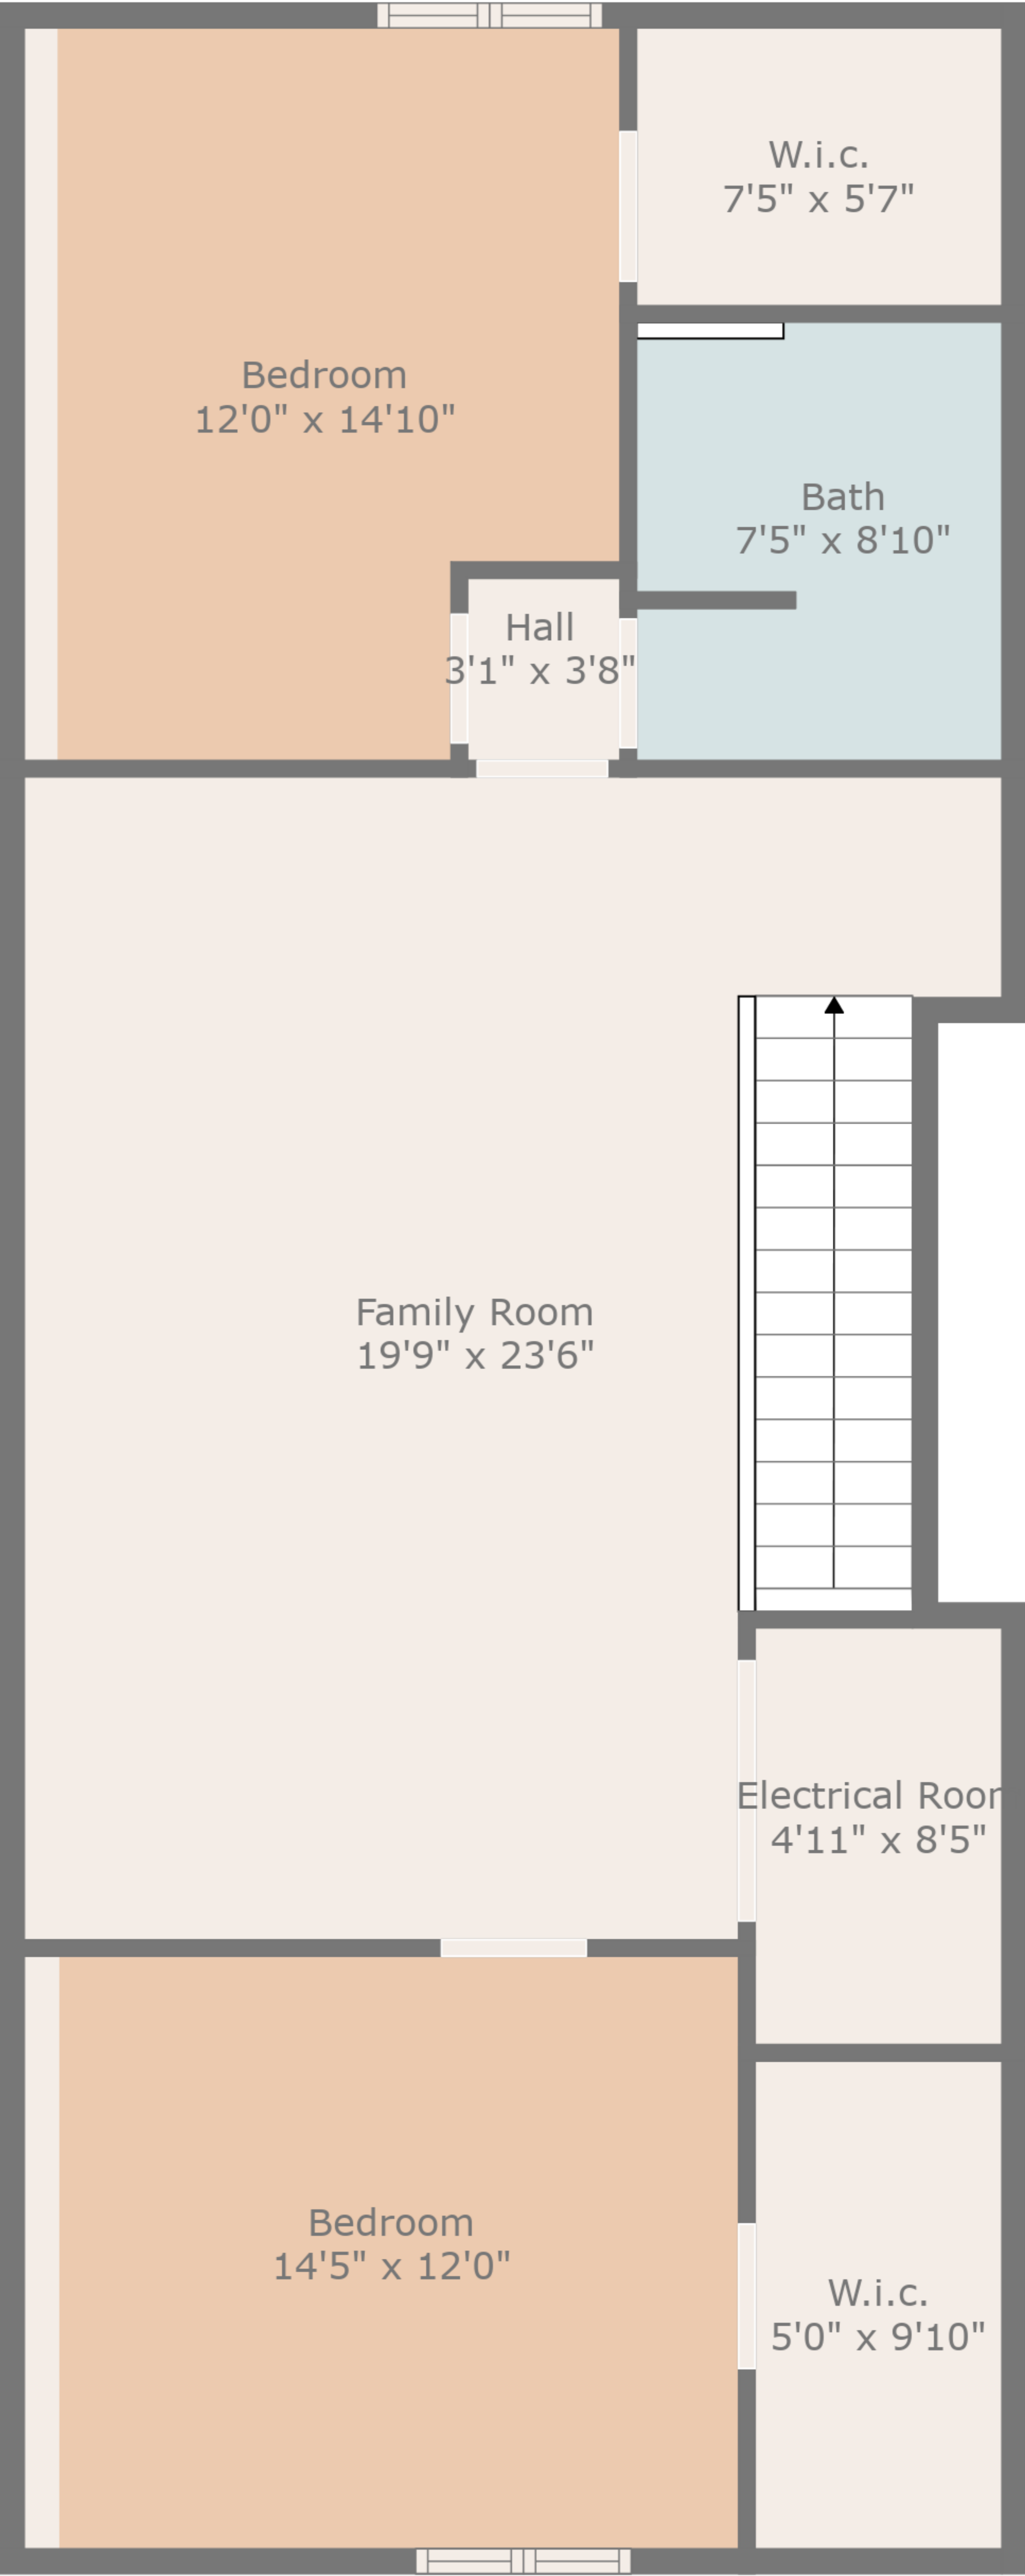 W.i.c.
7'5" x 5'7"
Bedroom
12'0" x 14'10"
Bath
7'5" x 8'10"
Hall
3'1" x 3'8"
Family Room
19'9" x 23'6"
Electrical Roor
4'11" x 8'5"
Bedroom
14'5" x 12'0"
W.i.c.
5'0" x 9'10"